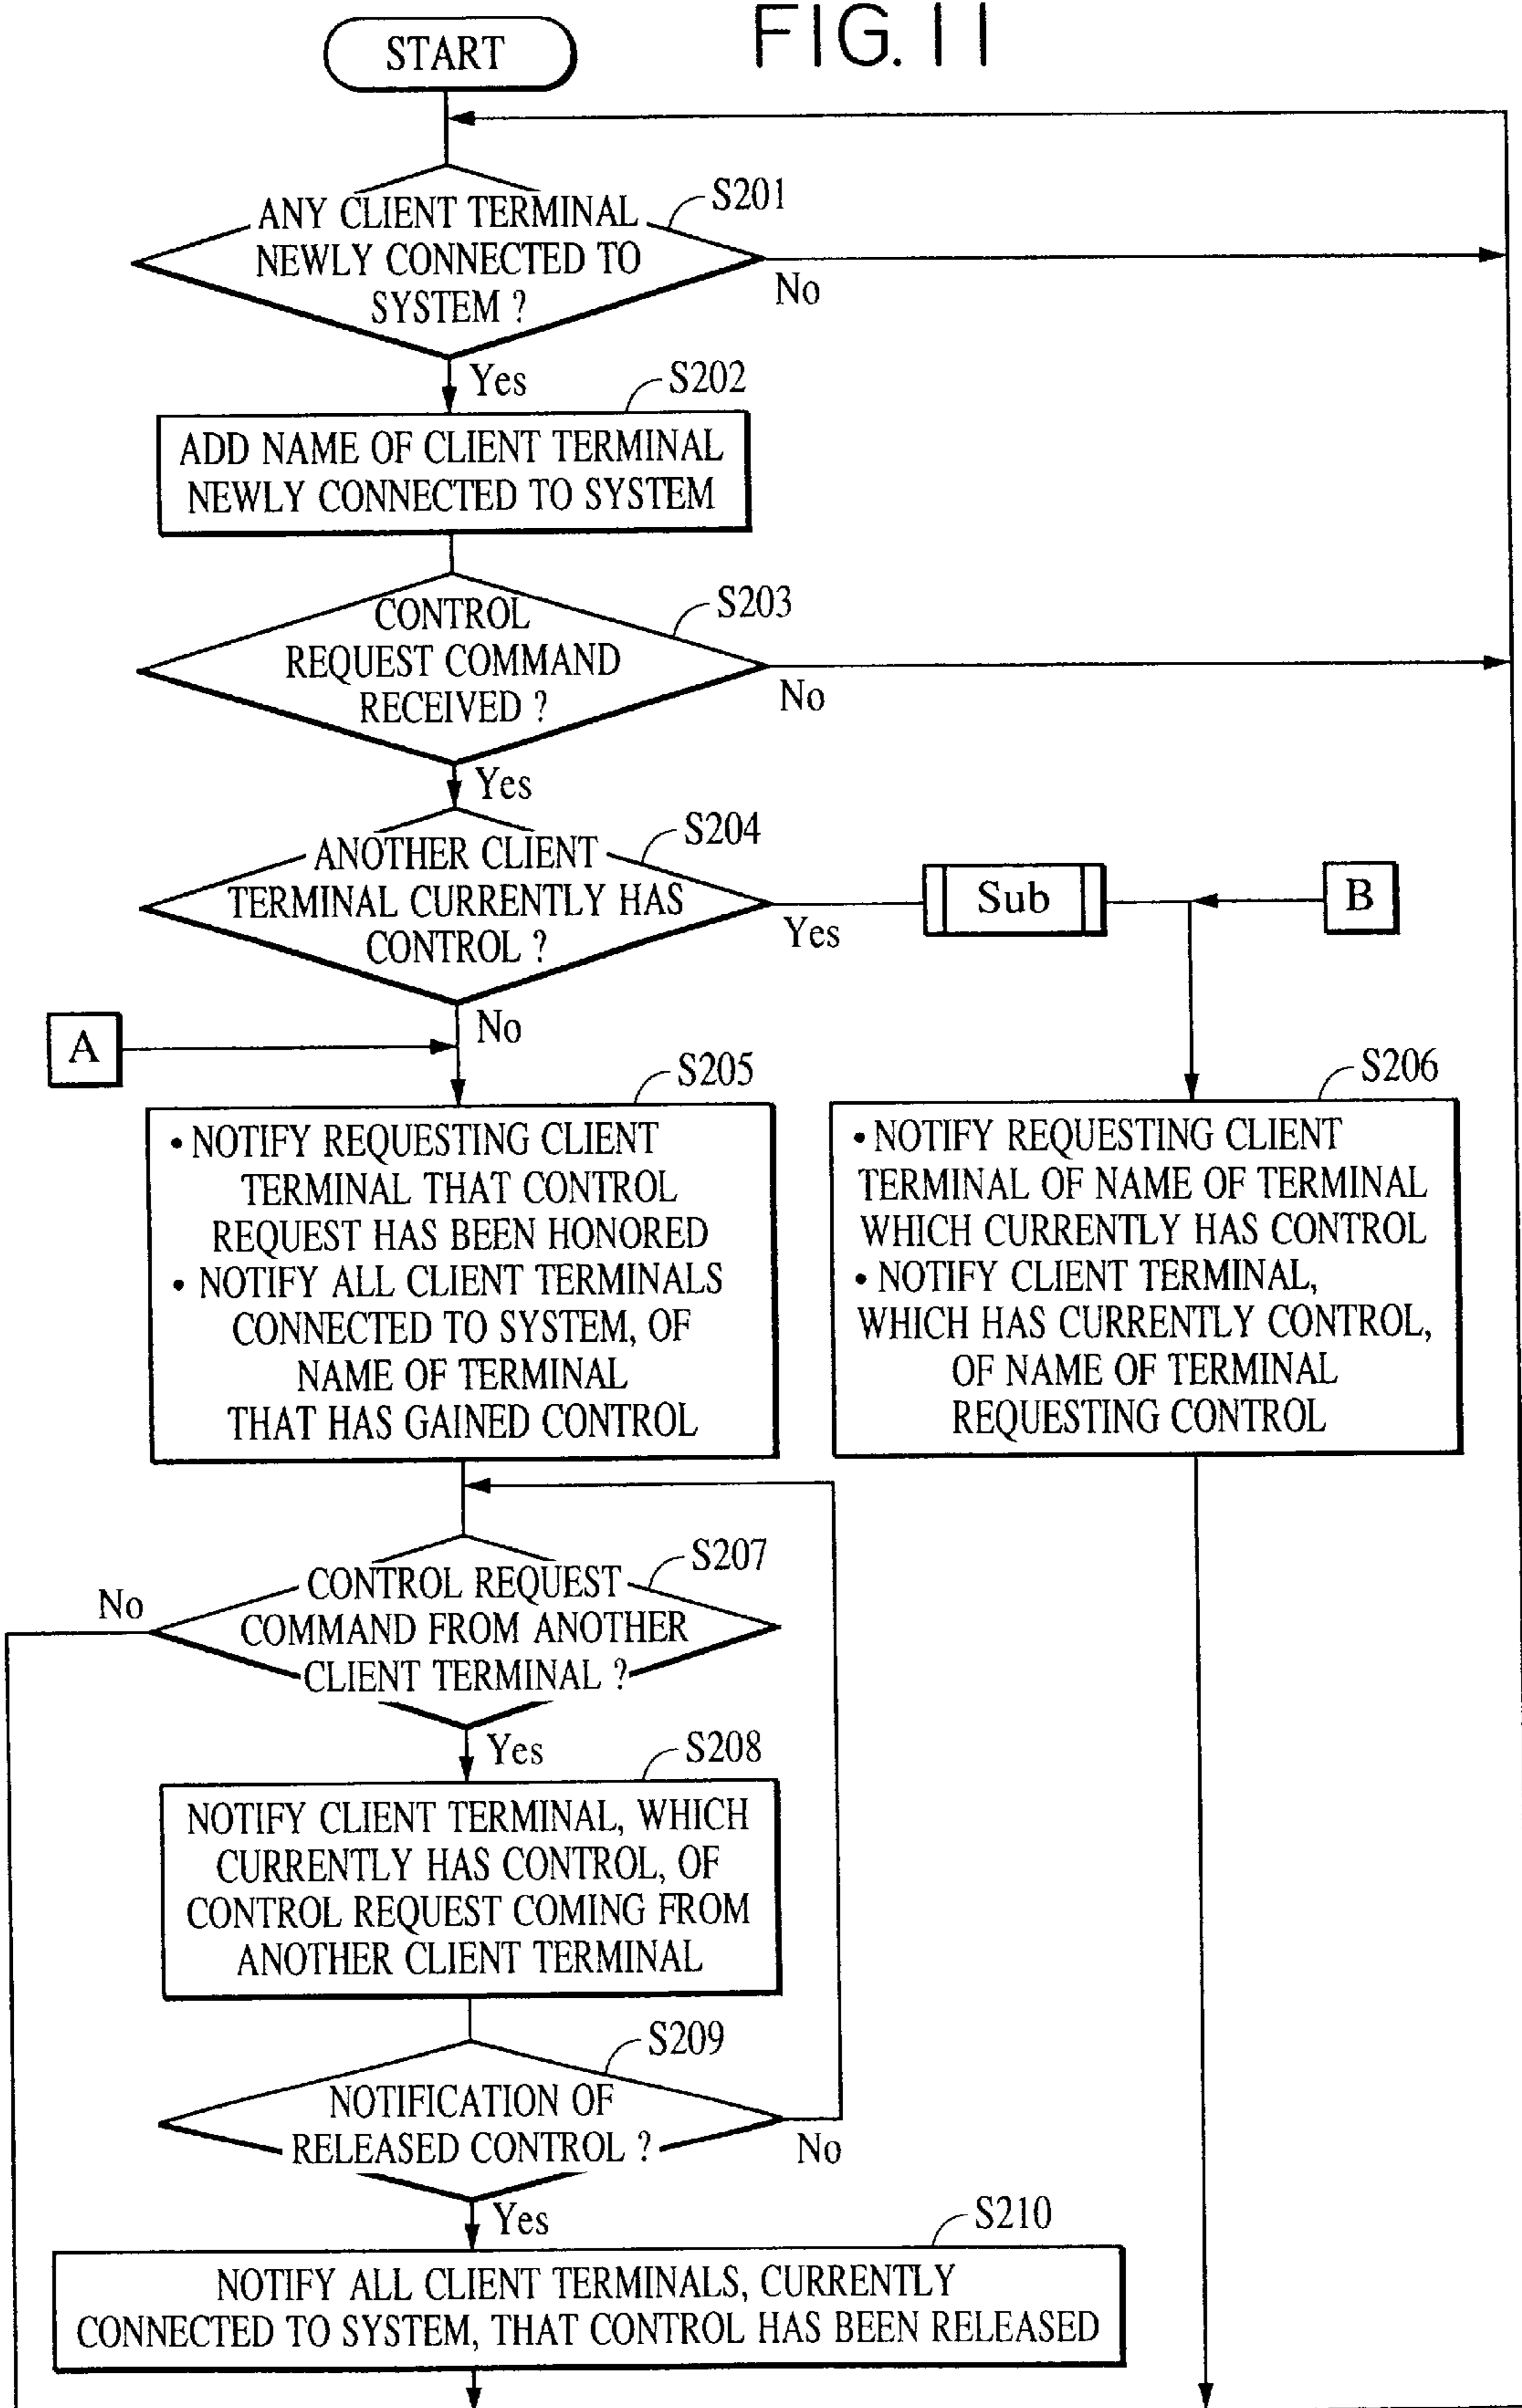 FIG. 11
START
S201
ANY CLIENT TERMINAL
NEWLY CONNECTED TO
SYSTEM ?
No
Yes
S202
ADD NAME OF CLIENT TERMINAL
NEWLY CONNECTED TO SYSTEM
S203
CONTROL
REQUEST COMMAND
RECEIVED ?
No
Yes
S204
ANOTHER CLIENT
TERMINAL CURRENTLY HAS
CONTROL ?
Yes
Sub
B
No
A
S205
• NOTIFY REQUESTING CLIENT
TERMINAL THAT CONTROL
REQUEST HAS BEEN HONORED
• NOTIFY ALL CLIENT TERMINALS
CONNECTED TO SYSTEM, OF
NAME OF TERMINAL
THAT HAS GAINED CONTROL
S206
• NOTIFY REQUESTING CLIENT
TERMINAL OF NAME OF TERMINAL
WHICH CURRENTLY HAS CONTROL
• NOTIFY CLIENT TERMINAL,
WHICH HAS CURRENTLY CONTROL,
OF NAME OF TERMINAL
REQUESTING CONTROL
S207
CONTROL REQUEST
COMMAND FROM ANOTHER
CLIENT TERMINAL ?
No
Yes
S208
NOTIFY CLIENT TERMINAL, WHICH
CURRENTLY HAS CONTROL, OF
CONTROL REQUEST COMING FROM
ANOTHER CLIENT TERMINAL
S209
NOTIFICATION OF
RELEASED CONTROL ?
No
Yes
S210
NOTIFY ALL CLIENT TERMINALS, CURRENTLY
CONNECTED TO SYSTEM, THAT CONTROL HAS BEEN RELEASED